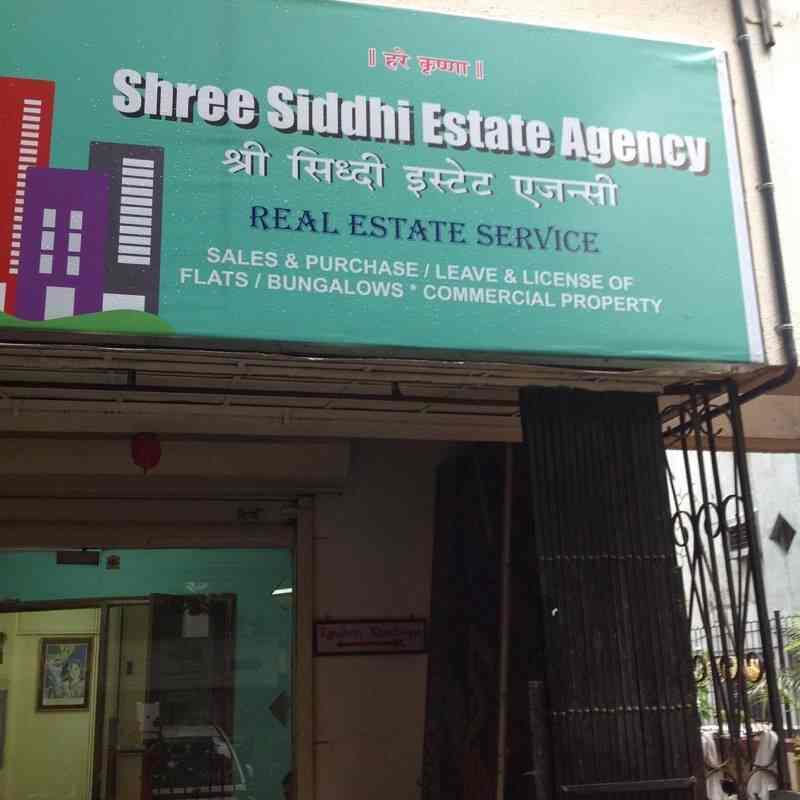 || हरे कृष्णा ||
Shree Siddhi Estate Agency
श्री सिध्दी इस्टेट एजन्सी
REAL ESTATE SERVICE
SALES & PURCHASE / LEAVE & LICENSE OF
FLATS / BUNGALOWS * COMMERCIAL PROPERTY